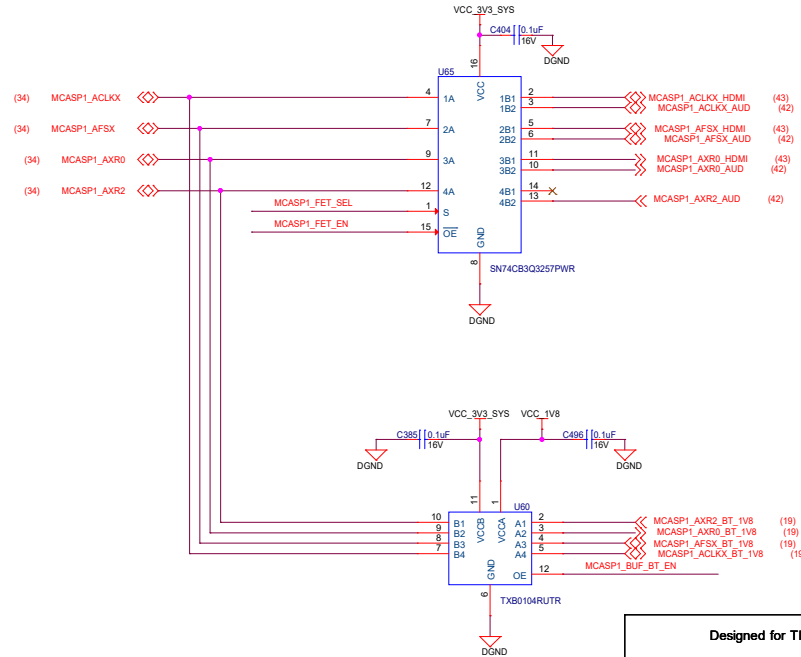 VCC_3V3_SYS
C404 0.1uF
16V
DGND
U65
16
VCC
(34) MCASP1_ACLKX 4 1A 1B1 2 MCASP1_ACLKX_HDMI (43)
1B2 3 MCASP1_ACLKX_AUD (42)
(34) MCASP1_AFSX 7 2A 2B1 5 MCASP1_AFSX_HDMI (43)
2B2 6 MCASP1_AFSX_AUD (42)
(34) MCASP1_AXR0 9 3A 3B1 11 MCASP1_AXR0_HDMI (43)
3B2 10 MCASP1_AXR0_AUD (42)
(34) MCASP1_AXR2 12 4A 4B1 14
4B2 13 MCASP1_AXR2_AUD (42)
MCASP1_FET_SEL 1 S
MCASP1_FET_EN 15 OE
GND
8
SN74CB3Q3257PWR
DGND
VCC_3V3_SYS VCC_1V8
C385 0.1uF C496 0.1uF
16V 16V
DGND DGND
11 1 U60
VCCB VCCA
10 B1 A1 2 MCASP1_AXR2_BT_1V8 (19)
9 B2 A2 3 MCASP1_AXR0_BT_1V8 (19)
8 B3 A3 4 MCASP1_AFSX_BT_1V8 (19)
7 B4 A4 5 MCASP1_ACLKX_BT_1V8 (19
MCASP1_BUF_BT_EN
GND OE 12
6
TXB0104RUTR
DGND
Designed for TI